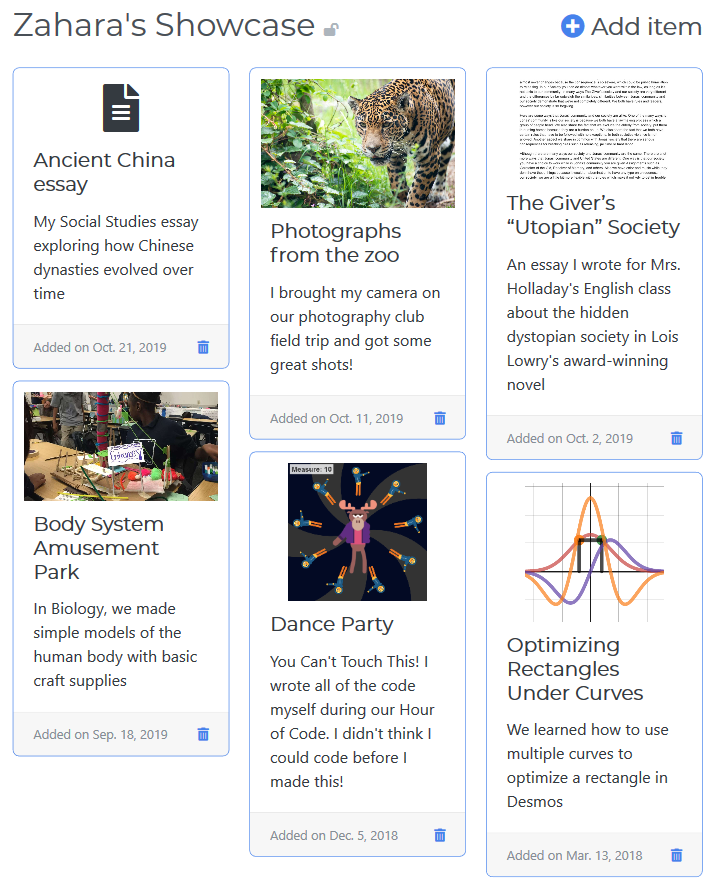 Zahara's Showcase
Add item
Ancient China
essay
My Social Studies essay
exploring how Chinese
dynasties evolved over
time
Added on Oct. 21, 2019
Photographs
from the zoo
I brought my camera on
our photography club
field trip and got some
great shots!
Added on Oct. 11, 2019
The Giver’s
“Utopian” Society
An essay I wrote for Mrs.
Holladay's English class
about the hidden
dystopian society in Lois
Lowry's award-winning
novel
Added on Oct. 2, 2019
Body System
Amusement
Park
In Biology, we made
simple models of the
human body with basic
craft supplies
Added on Sep. 18, 2019
Measure: 10
Dance Party
You Can't Touch This! I
wrote all of the code
myself during our Hour
of Code. I didn't think I
could code before I
made this!
Added on Dec. 5, 2018
Optimizing
Rectangles
Under Curves
We learned how to use
multiple curves to
optimize a rectangle in
Desmos
Added on Mar. 13, 2018